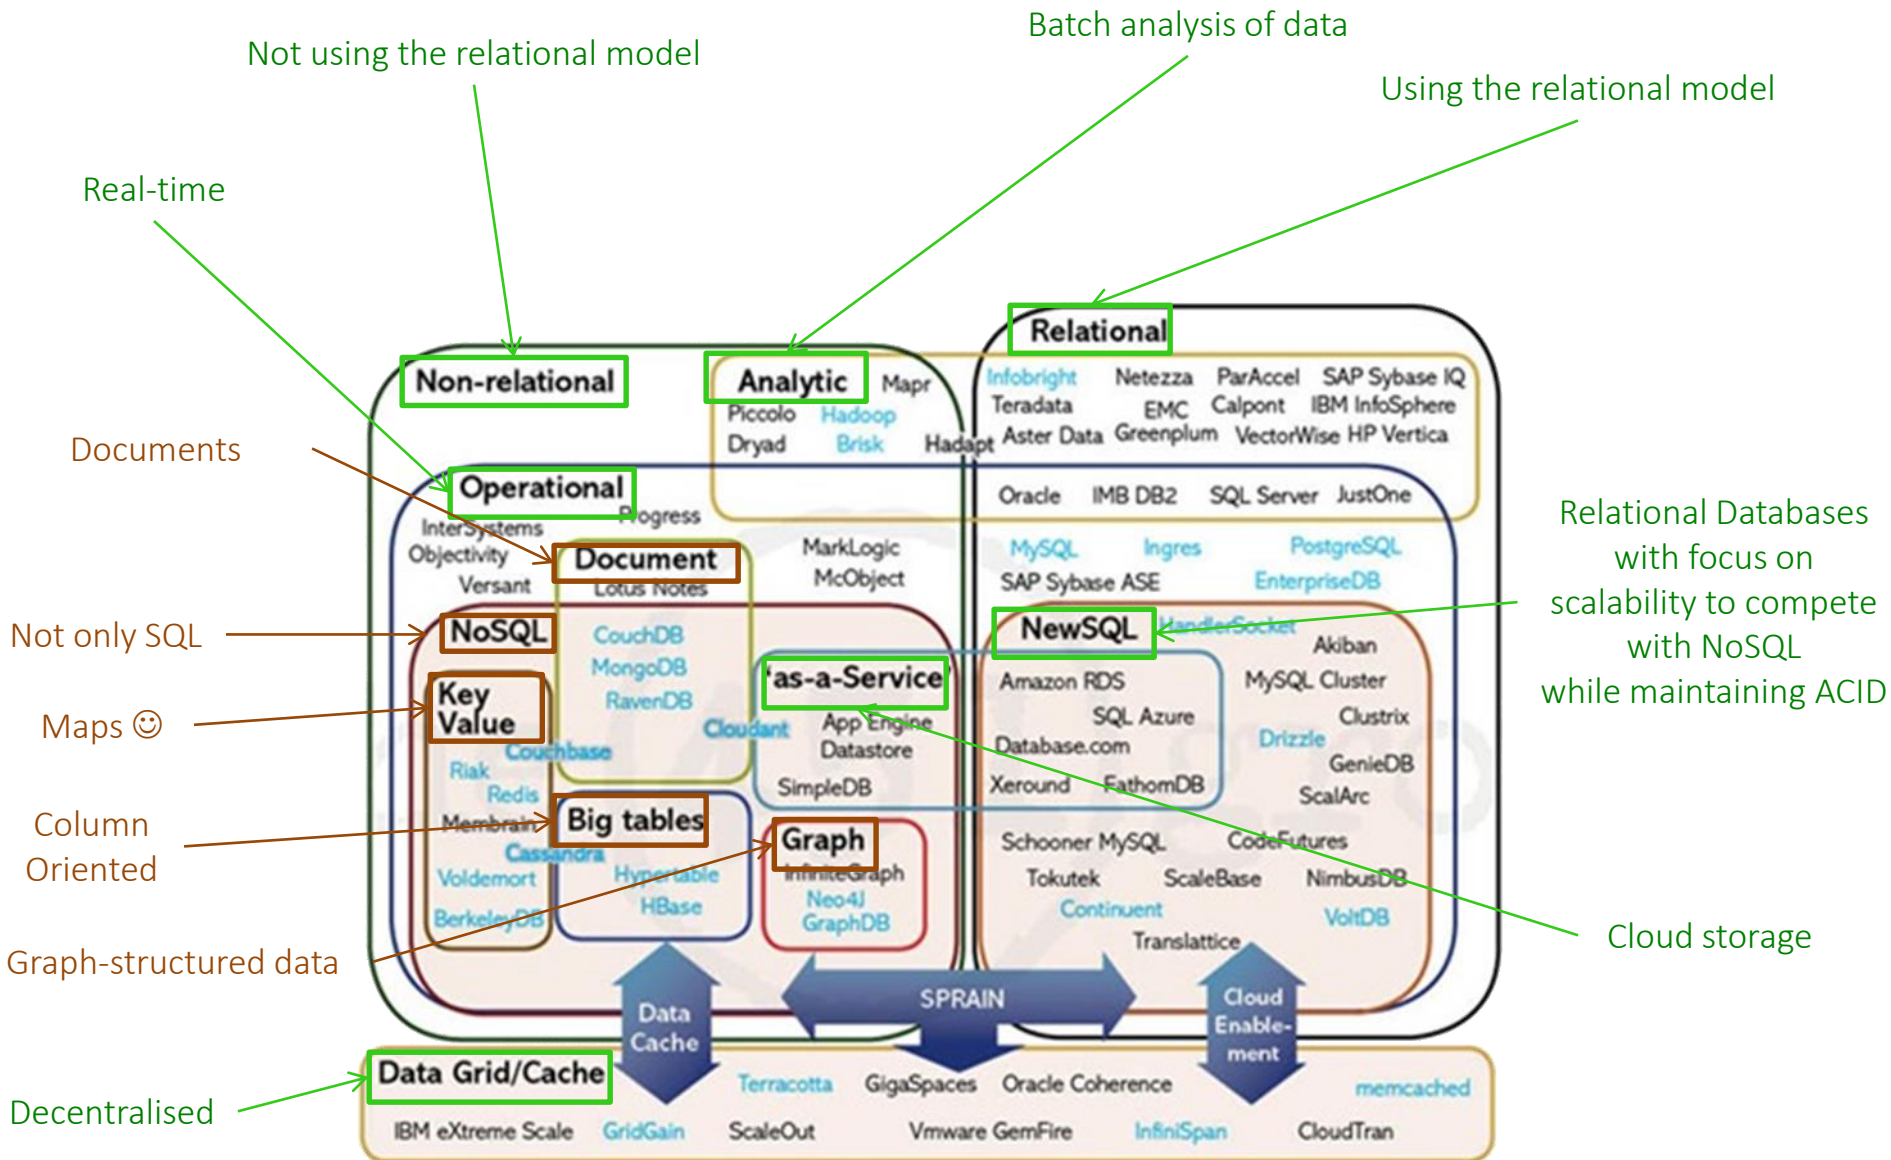 Batch analysis of data
Not using the relational model
Using the relational model
Real-time
Relational
Non-relational
Analytic
Mapr
Infobright
Netezza
ParAccel
SAP Sybase IQ
Piccolo
Hadoop
Teradata
EMC
Calpont
IBM InfoSphere
Dryad
Brisk
Hadapt
Aster Data
Greenplum
VectorWise
HP Vertica
Documents
Operational
Oracle
IMB DB2
SQL Server
JustOne
InterSystems
Progress
Objectivity
Versant
Document
Lotus Notes
MarkLogic
McObject
MySQL
Ingres
PostgreSQL
SAP Sybase ASE
EnterpriseDB
Relational Databases
with focus on
scalability to compete
with NoSQL
while maintaining ACID
Not only SQL
NoSQL
CouchDB
MongoDB
RavenDB
NewSQL
HandlerSocket
Akiban
Maps ☺
Key
Value
Couchbase
Cloudant
'as-a-Service'
App Engine
Datastore
SimpleDB
Amazon RDS
SQL Azure
Database.com
Xeround
FathomDB
MySQL Cluster
Clustrix
Drizzle
GenieDB
ScalArc
Riak
Redis
Membrain
Cassandra
Voldemort
BerkeleyDB
Column
Oriented
Big tables
Hypertable
HBase
Graph
InfiniteGraph
Neo4J
GraphDB
Schooner MySQL
CodeFutures
Tokutek
ScaleBase
NimbusDB
Continuent
VoltDB
Translattice
Graph-structured data
Cloud storage
Data
Cache
SPRAIN
Cloud
Enable-
ment
Decentralised
Data Grid/Cache
Terracotta
GigaSpaces
Oracle Coherence
memcached
IBM eXtreme Scale
GridGain
ScaleOut
Vmware GemFire
InfiniSpan
CloudTran